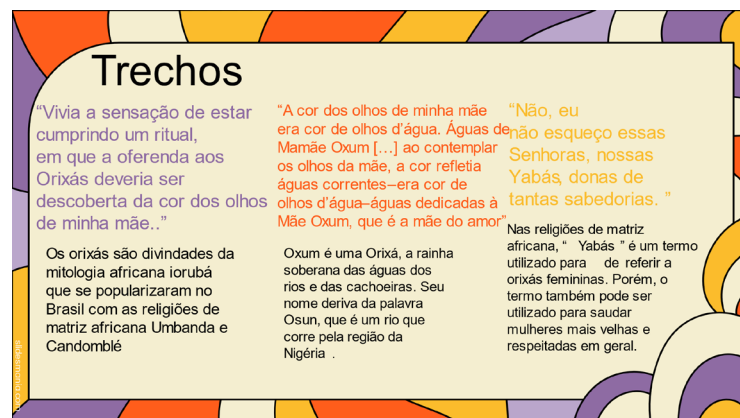 Trechos
“Vivia a sensação de estar
cumprindo um ritual,
em que a oferenda aos
Orixás deveria ser
descoberta da cor dos olhos
de minha mãe..”
Os orixás são divindades da
mitologia africana iorubá
que se popularizaram no
Brasil com as religiões de
matriz africana Umbanda e
Candomblé
“A cor dos olhos de minha mãe
era cor de olhos d’água. Águas de
Mamãe Oxum [...] ao contemplar
os olhos da mãe, a cor refletia
águas correntes–era cor de
olhos d’água–águas dedicadas à
Mãe Oxum, que é a mãe do amor”
Oxum é uma Orixá, a rainha
soberana das águas dos
rios e das cachoeiras. Seu
nome deriva da palavra
Osun, que é um rio que
corre pela região da
Nigéria .
“Não, eu
não esqueço essas
Senhoras, nossas
Yabás, donas de
tantas sabedorias. ”
Nas religiões de matriz
africana, “ Yabás ” é um termo
utilizado para de referir a
orixás femininas. Porém, o
termo também pode ser
utilizado para saudar
mulheres mais velhas e
respeitadas em geral.
slidesmania.com